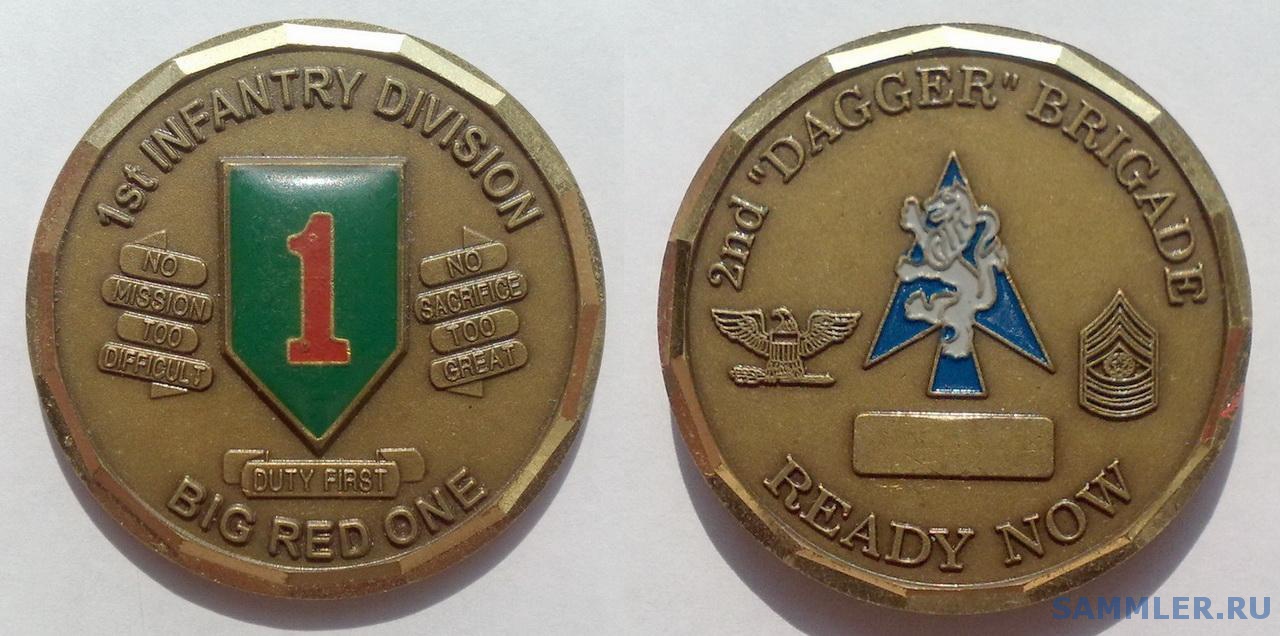 1st INFANTRY DIVISION
1
NO
MISSION
TOO
DIFFICULT
NO
SACRIFICE
TOO
GREAT
DUTY FIRST
BIG RED ONE
2nd "DAGGER" BRIGADE
READY NOW
SAMMLER.RU